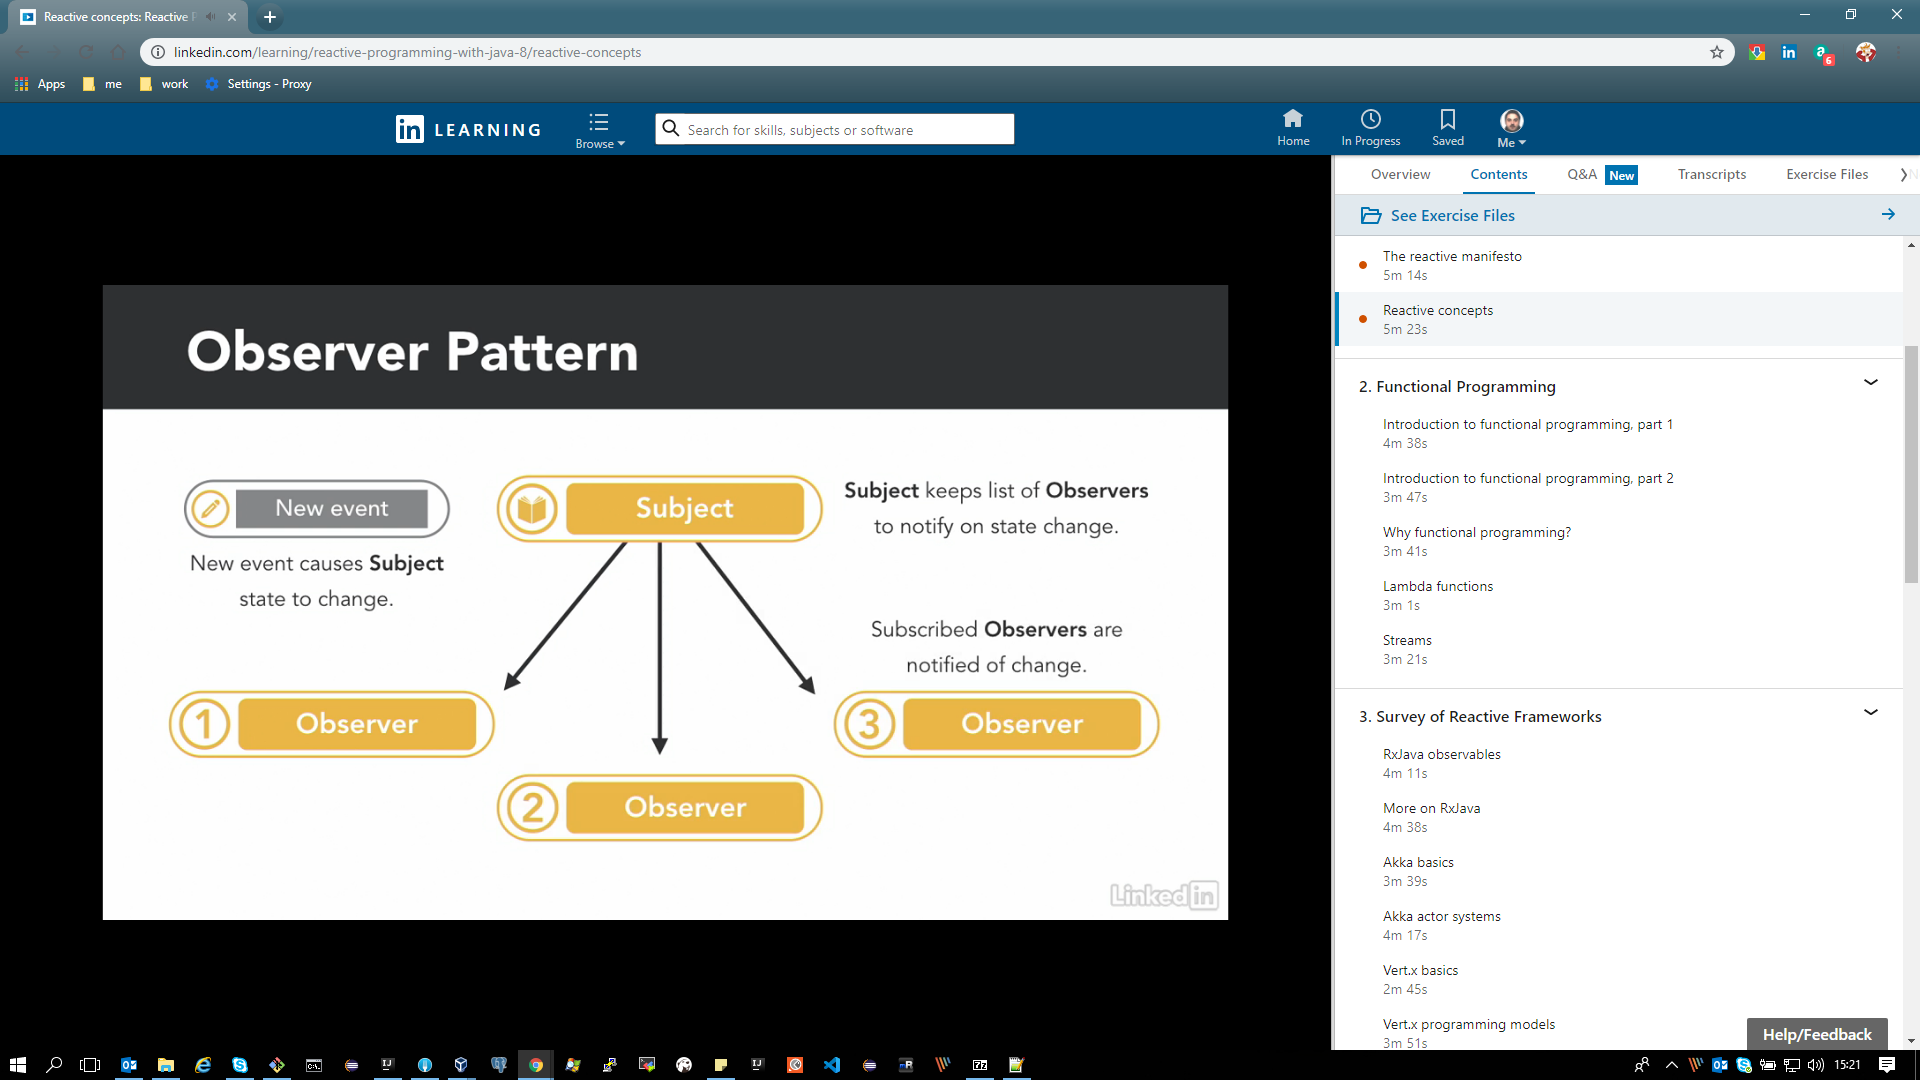 Reactive concepts: Reactive
linkedin.com/learning/reactive-programming-with-java-8/reactive-concepts
6
Apps
me
work
Settings - Proxy
in LEARNING
Browse
Search for skills, subjects or software
Home
In Progress
Saved
Me
Overview
Contents
Q&A New
Transcripts
Exercise Files
See Exercise Files
The reactive manifesto
5m 14s
Reactive concepts
5m 23s
2. Functional Programming
Introduction to functional programming, part 1
4m 38s
Introduction to functional programming, part 2
3m 47s
Why functional programming?
3m 41s
Lambda functions
3m 1s
Streams
3m 21s
3. Survey of Reactive Frameworks
RxJava observables
4m 11s
More on RxJava
4m 38s
Akka basics
3m 39s
Akka actor systems
4m 17s
Vert.x basics
2m 45s
Vert.x programming models
3m 51s
Help/Feedback
Observer Pattern
New event
New event causes Subject
state to change.
Subject
Subject keeps list of Observers
to notify on state change.
Subscribed Observers are
notified of change.
1 Observer
2 Observer
3 Observer
Linked in
15:21